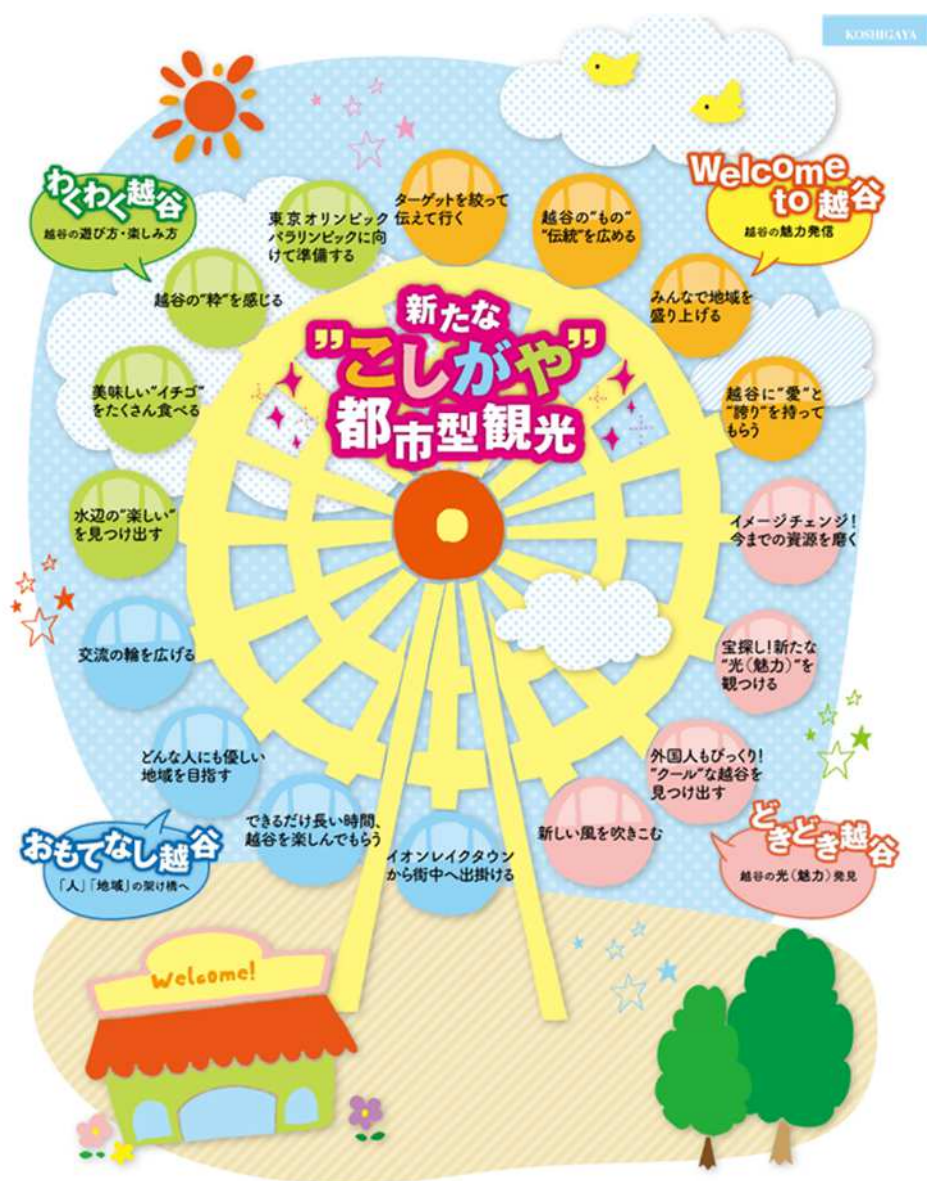 KOSHIGAYA
わくわく越谷
越谷の遊び方・楽しみ方
Welcome
to 越谷
越谷の魅力発信
東京オリンピック
パラリンピックに向
けて準備する
ターゲットを絞って
伝えて行く
越谷の"もの"
"伝統"を広める
越谷の"粋"を感じる
みんなで地域を
盛り上げる
新たな
"こしがや"
都市型観光
美味しい"イチゴ"
をたくさん食べる
越谷に"愛"と
"誇り"を持って
もらう
水辺の"楽しい"
を見つけ出す
イメージチェンジ!
今までの資源を磨く
交流の輪を広げる
宝探し!新たな
"光(魅力)"を
観つける
どんな人にも優しい
地域を目指す
外国人もびっくり!
"クール"な越谷を
見つけ出す
できるだけ長い時間、
越谷を楽しんでもらう
イオンレイクタウン
から街中へ出掛ける
新しい風を吹きこむ
おもてなし越谷
「人」「地域」の架け橋へ
どきどき越谷
越谷の光(魅力)発見
Welcome!